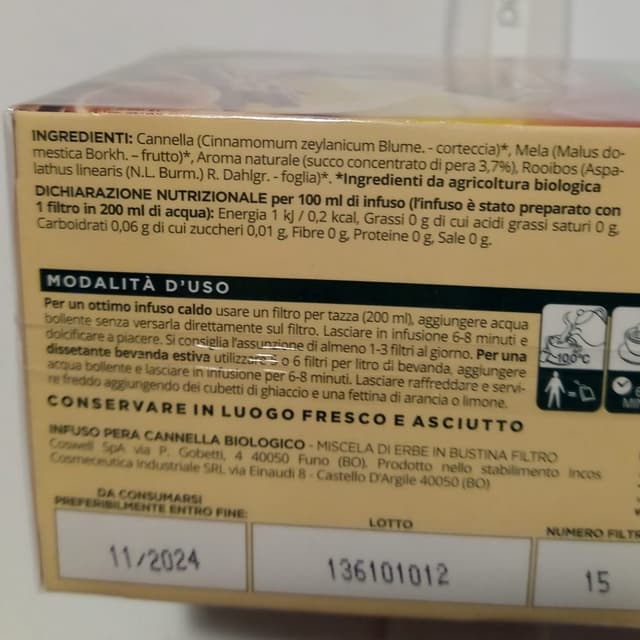 INGREDIENTI: Cannella (Cinnamomum zeylanicum Blume. - corteccia)*, Mela (Malus do-
mestica Borkh. – frutto)*, Aroma naturale (succo concentrato di pera 3,7%), Rooibos (Aspa-
lathus linearis (N.L. Burm.) R. Dahlgr. - foglia)*. *Ingredienti da agricoltura biologica
DICHIARAZIONE NUTRIZIONALE per 100 ml di infuso (l'infuso è stato preparato con
1 filtro in 200 ml di acqua): Energia 1 kJ / 0,2 kcal, Grassi 0 g di cui acidi grassi saturi 0 g,
Carboidrati 0,06 g di cui zuccheri 0,01 g, Fibre 0 g, Proteine 0 g, Sale 0 g.
MODALITÀ D'USO
Per un ottimo infuso caldo usare un filtro per tazza (200 ml), aggiungere acqua
bollente senza versarla direttamente sul filtro. Lasciare in infusione 6-8 minuti e
dolcificare a piacere. Si consiglia l'assunzione di almeno 1-3 filtri al giorno. Per una
dissetante bevanda estiva utilizzare o 6 filtri per litro di bevanda, aggiungere
acqua bollente e lasciare in infusione per 6-8 minuti. Lasciare raffreddare e servi-
re freddo aggiungendo dei cubetti di ghiaccio e una fettina di arancia o limone.
~100°C
CONSERVARE IN LUOGO FRESCO E ASCIUTTO
INFUSO PERA CANNELLA BIOLOGICO - MISCELA DI ERBE IN BUSTINA FILTRO
Coswell SpA via P. Gobetti, 4 40050 Funo (BO). Prodotto nello stabilimento Incos
Cosmeceutica Industriale SRL via Einaudi 8 - Castello D'Argile 40050 (BO)
DA CONSUMARSI
PREFERIBILMENTE ENTRO FINE:
LOTTO
NUMERO FILTR
11/2024
136101012
15